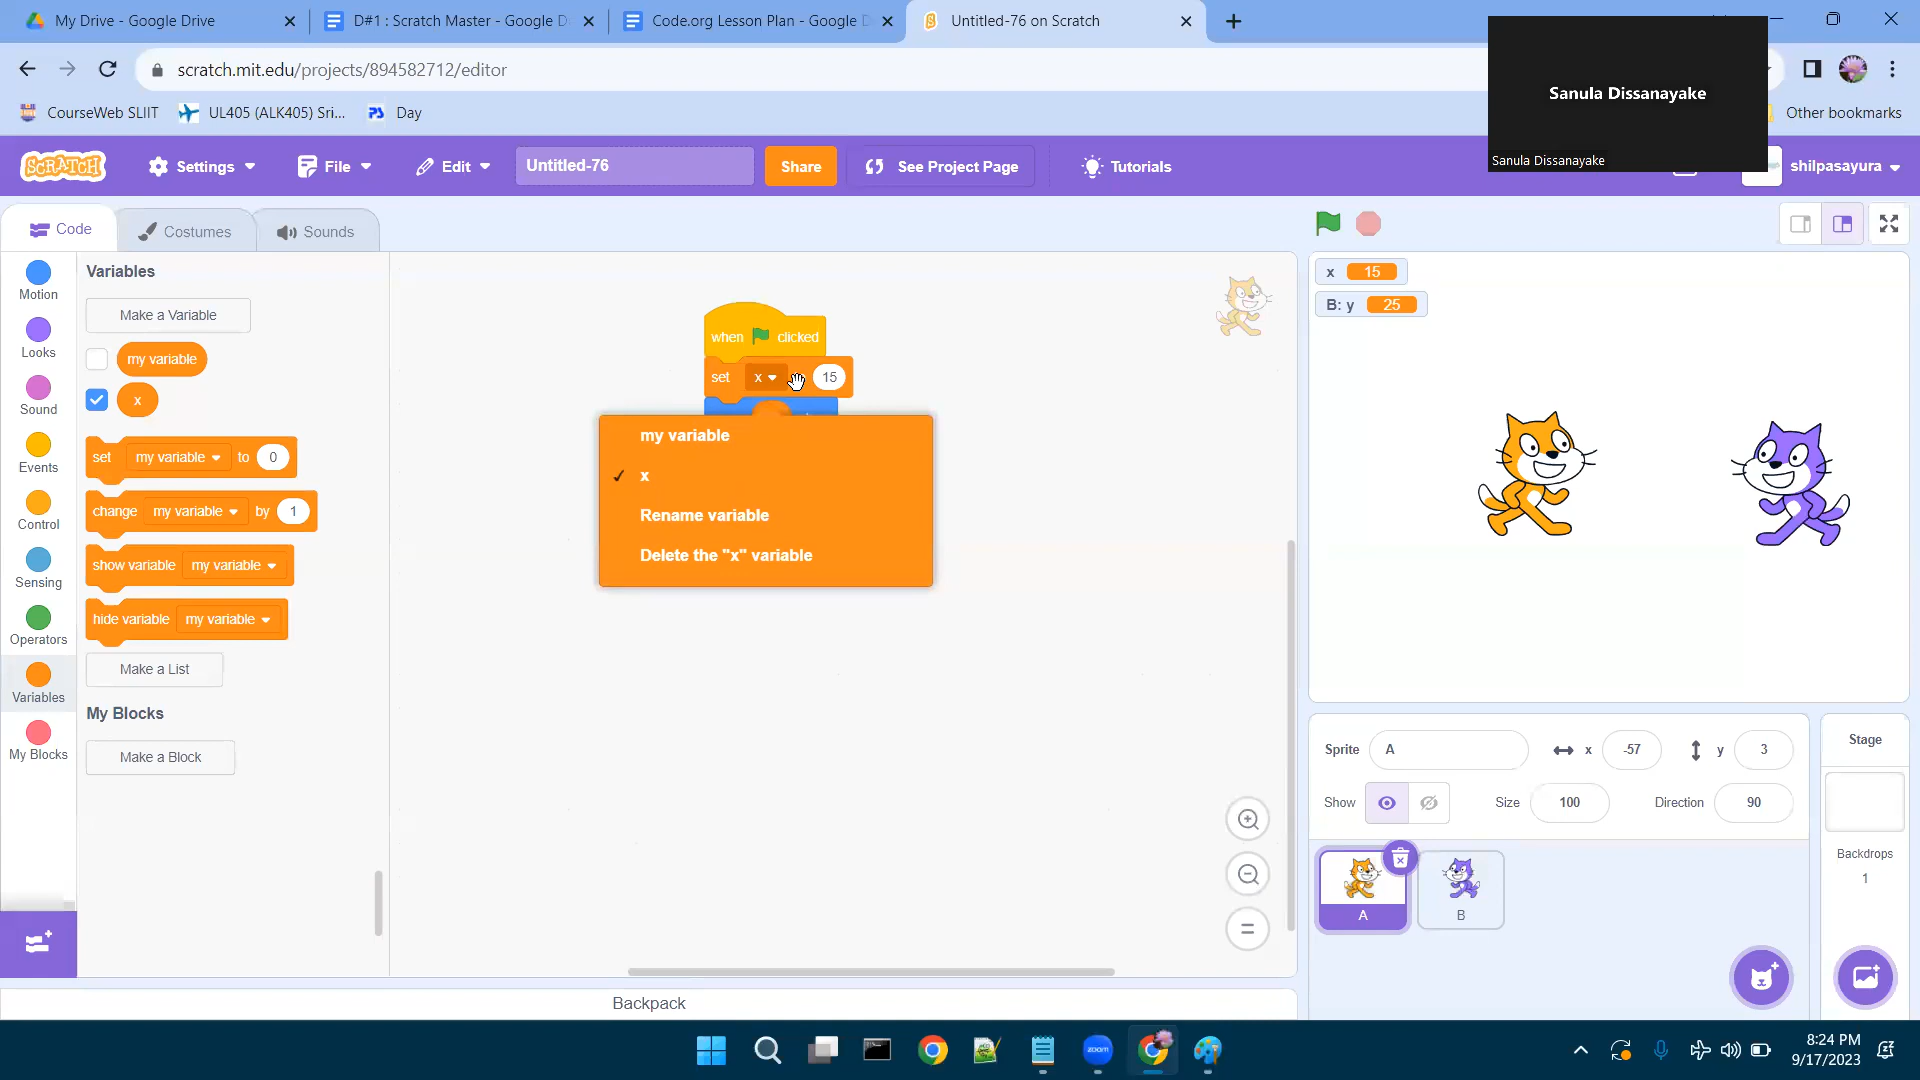 My Drive - Google Drive
D#1 : Scratch Master - Google D
Code.org Lesson Plan - Google D
Untitled-76 on Scratch
scratch.mit.edu/projects/894582712/editor
CourseWeb SLIIT
UL405 (ALK405) Sri...
Day
Other bookmarks
Sanula Dissanayake
Sanula Dissanayake
SCRATCH
Settings
File
Edit
Untitled-76
Share
See Project Page
Tutorials
shilpasayura
Code
Costumes
Sounds
Motion
Looks
Sound
Events
Control
Sensing
Operators
Variables
My Blocks
Variables
Make a Variable
my variable
x
set my variable to 0
change my variable by 1
show variable my variable
hide variable my variable
Make a List
My Blocks
Make a Block
when clicked
set x 15
my variable
✓ x
Rename variable
Delete the "x" variable
x 15
B: y 25
Sprite A x -57 y 3
Show Size 100 Direction 90
A
B
Stage
Backdrops
1
Backpack
zoom
8:24 PM
9/17/2023